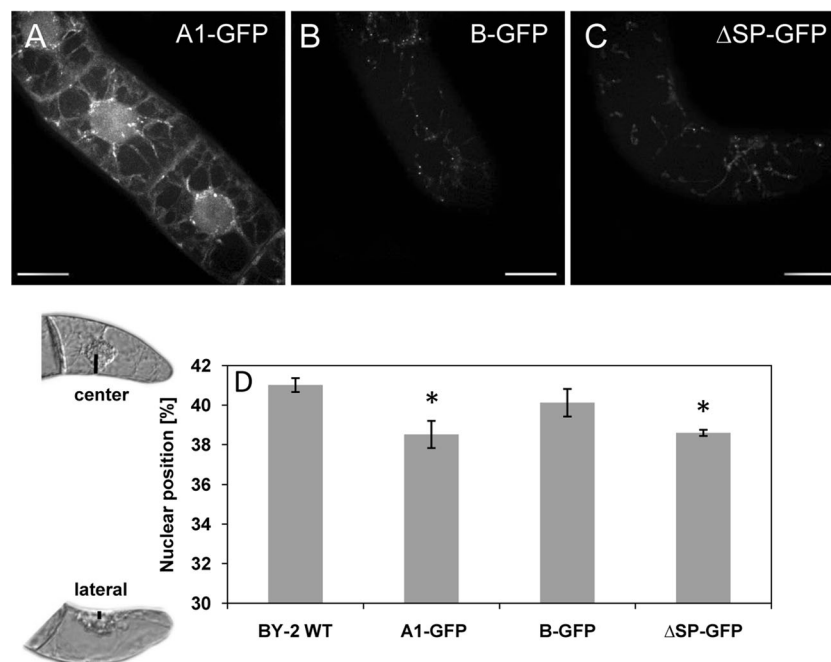 A A1-GFP
B B-GFP
C ΔSP-GFP
center
lateral
D
Nuclear position [%]
42
40
38
36
34
32
30
*
*
BY-2 WT A1-GFP B-GFP ΔSP-GFP